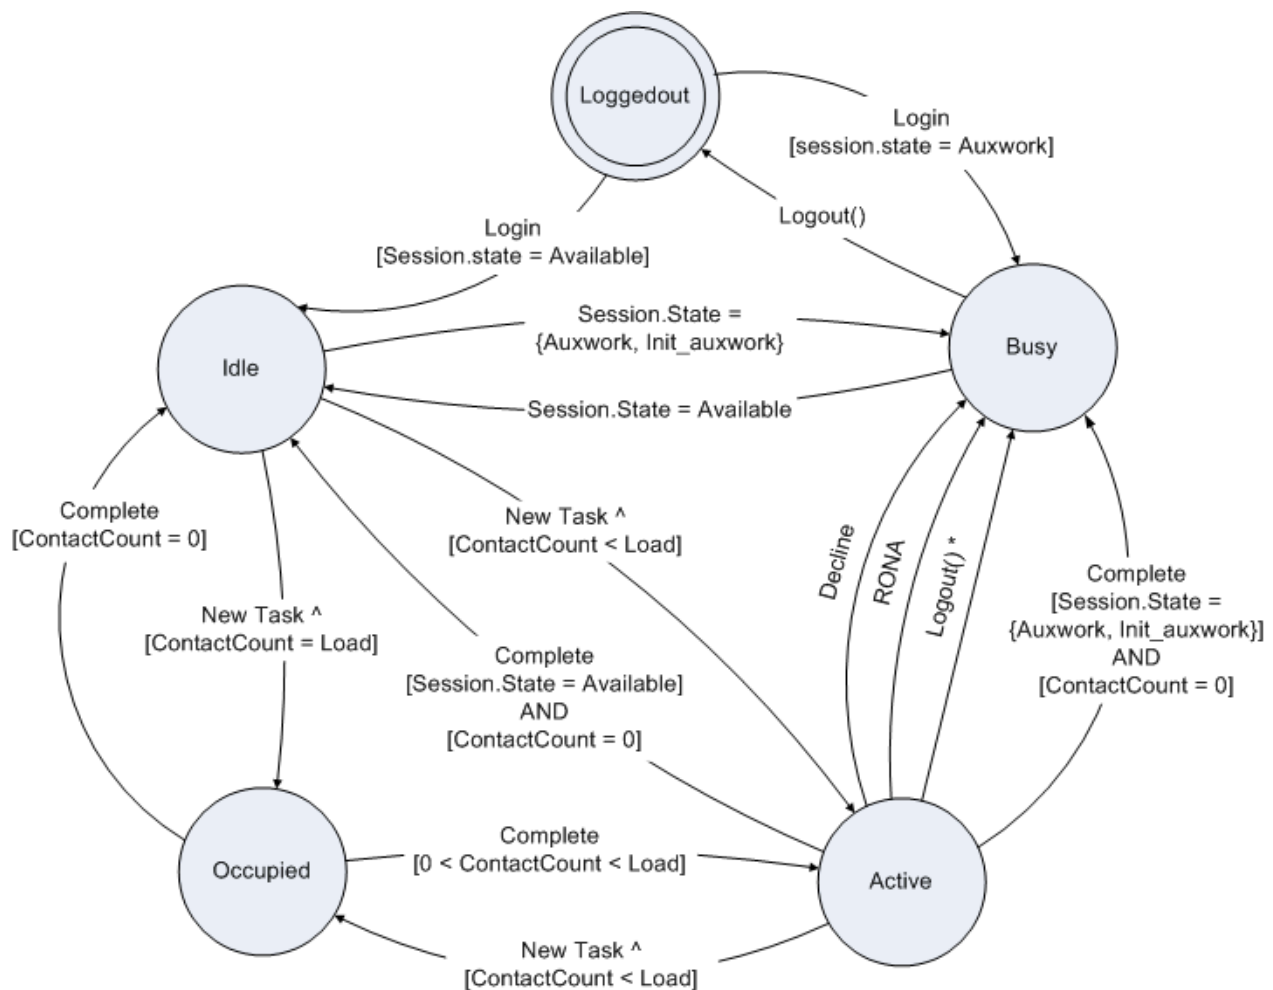 Loggedout
Login
[session.state = Auxwork]
Logout()
Login
[Session.state = Available]
Session.State =
{Auxwork, Init_auxwork}
Busy
Idle
Session.State = Available
Complete
[ContactCount = 0]
New Task ^
[ContactCount < Load]
Decline
RONA
Logout() *
Complete
[Session.State =
{Auxwork, Init_auxwork}]
AND
[ContactCount = 0]
New Task ^
[ContactCount = Load]
Complete
[Session.State = Available]
AND
[ContactCount = 0]
Occupied
Complete
[0 < ContactCount < Load]
Active
New Task ^
[ContactCount < Load]